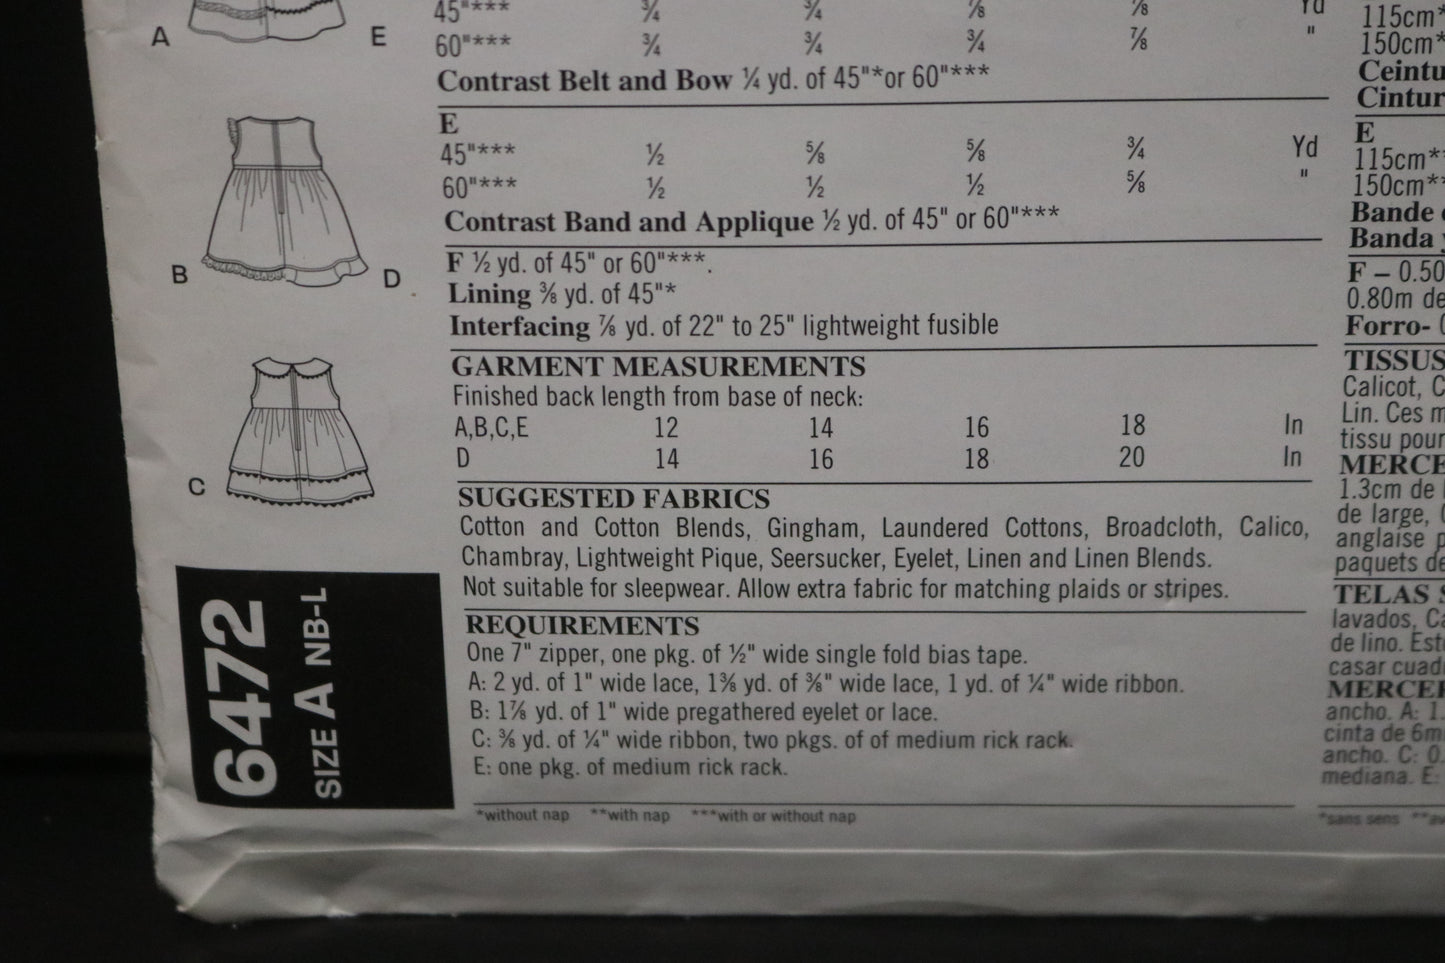 A
E
B
D
C
6472
SIZE A NB-L
45"*** ¾ ¾ ⅞ ⅞ Yd
60"*** ¾ ¾ ¾ ⅞ "
Contrast Belt and Bow ¼ yd. of 45"*or 60"***
E
45"*** ½ ⅝ ⅝ ¾ Yd
60"*** ½ ½ ½ ⅝ "
Contrast Band and Applique ½ yd. of 45" or 60"***
F ½ yd. of 45" or 60"***.
Lining ⅜ yd. of 45"*
Interfacing ⅞ yd. of 22" to 25" lightweight fusible
GARMENT MEASUREMENTS
Finished back length from base of neck:
A,B,C,E 12 14 16 18 In
D 14 16 18 20 In
SUGGESTED FABRICS
Cotton and Cotton Blends, Gingham, Laundered Cottons, Broadcloth, Calico,
Chambray, Lightweight Pique, Seersucker, Eyelet, Linen and Linen Blends.
Not suitable for sleepwear. Allow extra fabric for matching plaids or stripes.
REQUIREMENTS
One 7" zipper, one pkg. of ½" wide single fold bias tape.
A: 2 yd. of 1" wide lace, 1⅜ yd. of ⅜" wide lace, 1 yd. of ¼" wide ribbon.
B: 1⅞ yd. of 1" wide pregathered eyelet or lace.
C: ⅜ yd. of ¼" wide ribbon, two pkgs. of of medium rick rack.
E: one pkg. of medium rick rack.
*without nap **with nap ***with or without nap
115cm*
150cm*
Ceintu
Cintur
E
115cm**
150cm**
Bande
Banda y
F – 0.50
0.80m de
Forro-
TISSUS
Calicot, C
Lin. Ces m
tissu pour
MERCE
1.3cm de
de large,
anglaise p
paquets de
TELAS S
lavados, Ca
de lino. Est
casar cuad
MERCER
ancho. A: 1.
cinta de 6m
ancho. C: 0.
mediana. E:
*sans sens **av